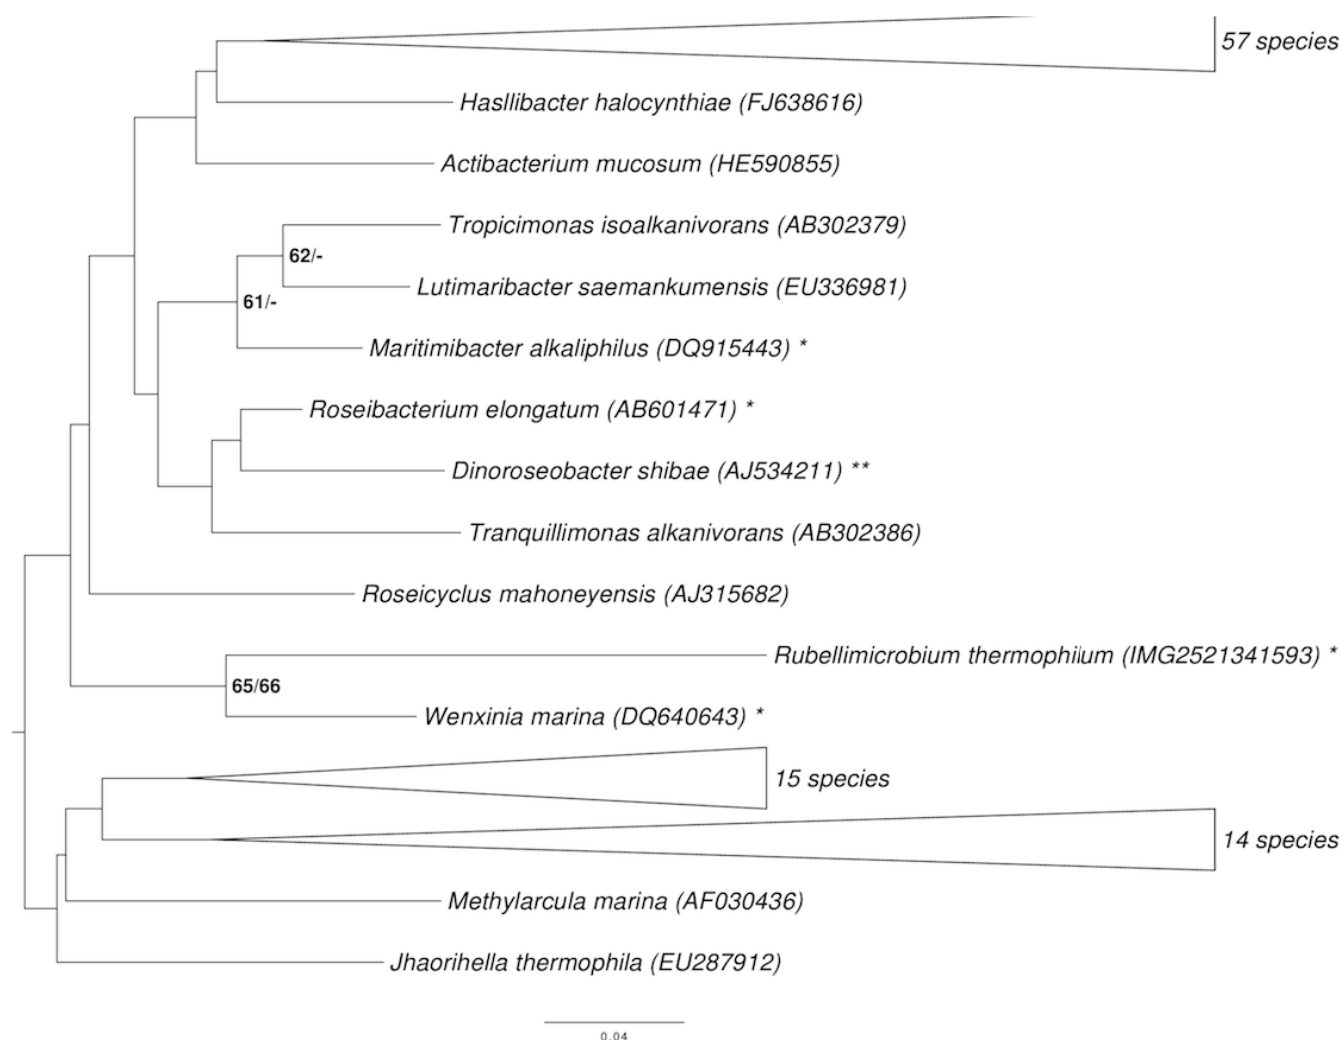 57 species
Hasllibacter halocynthiae (FJ638616)
Actibacterium mucosum (HE590855)
Tropicimonas isoalkanivorans (AB302379)
62/-
Lutimaribacter saemankumensis (EU336981)
61/-
Maritimibacter alkaliphilus (DQ915443) *
Roseibacterium elongatum (AB601471) *
Dinoroseobacter shibae (AJ534211) **
Tranquillimonas alkanivorans (AB302386)
Roseicyclus mahoneyensis (AJ315682)
Rubellimicrobium thermophilum (IMG2521341593) *
65/66
Wenxinia marina (DQ640643) *
15 species
14 species
Methylarcula marina (AF030436)
Jhaorihella thermophila (EU287912)
0.04